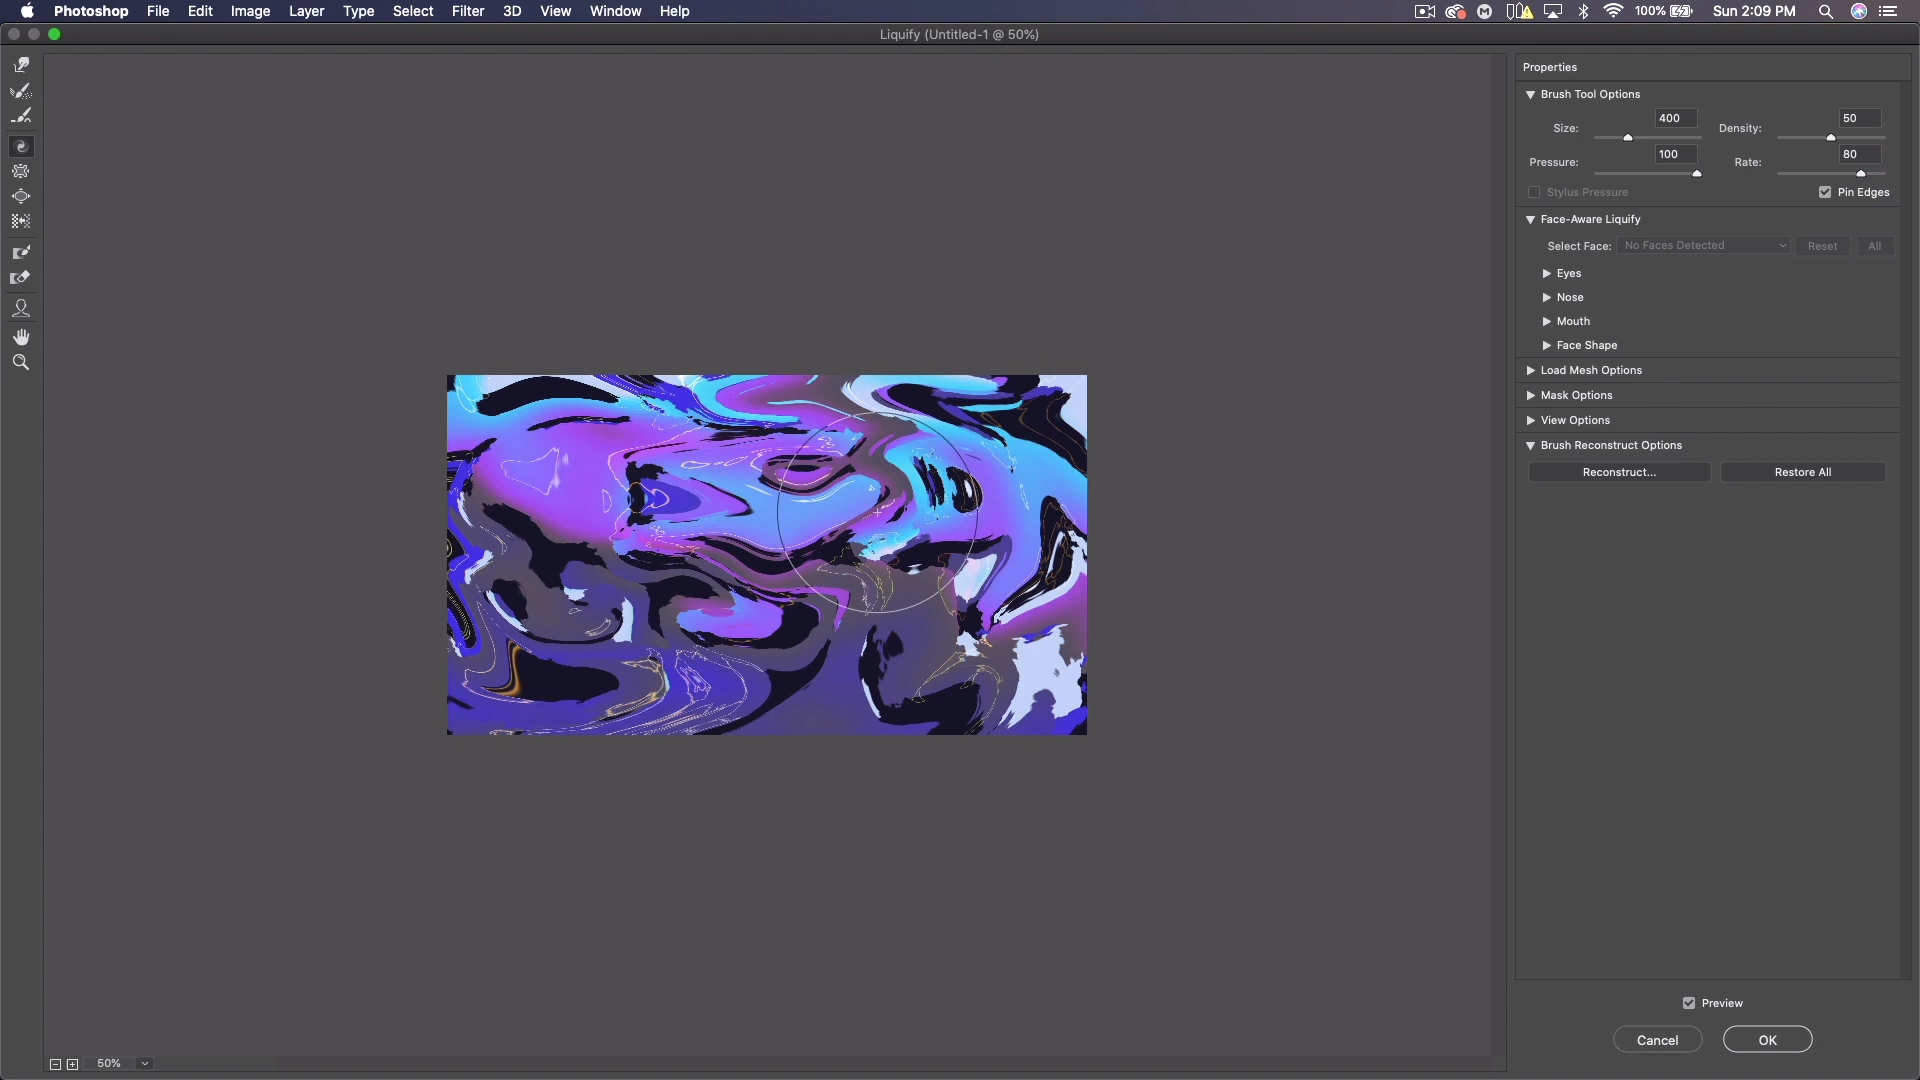 Photoshop File Edit Image Layer Type Select Filter 3D View Window Help 100% Sun 2:09 PM
Liquify (Untitled-1 @ 50%)
Properties
Brush Tool Options
Size: 400 Density: 50
Pressure: 100 Rate: 80
Stylus Pressure Pin Edges
Face-Aware Liquify
Select Face: No Faces Detected Reset All
Eyes
Nose
Mouth
Face Shape
Load Mesh Options
Mask Options
View Options
Brush Reconstruct Options
Reconstruct... Restore All
Preview
Cancel OK
50%